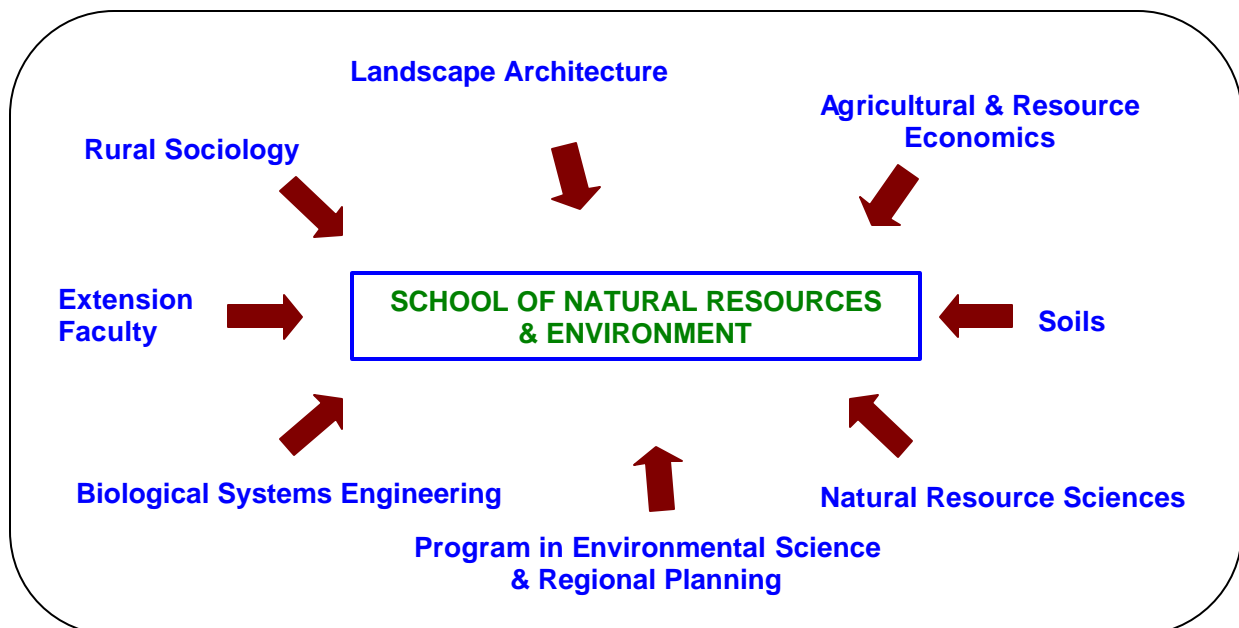 Landscape Architecture
Agricultural & Resource
Economics
Rural Sociology
Extension
Faculty
SCHOOL OF NATURAL RESOURCES
& ENVIRONMENT
Soils
Biological Systems Engineering
Natural Resource Sciences
Program in Environmental Science
& Regional Planning